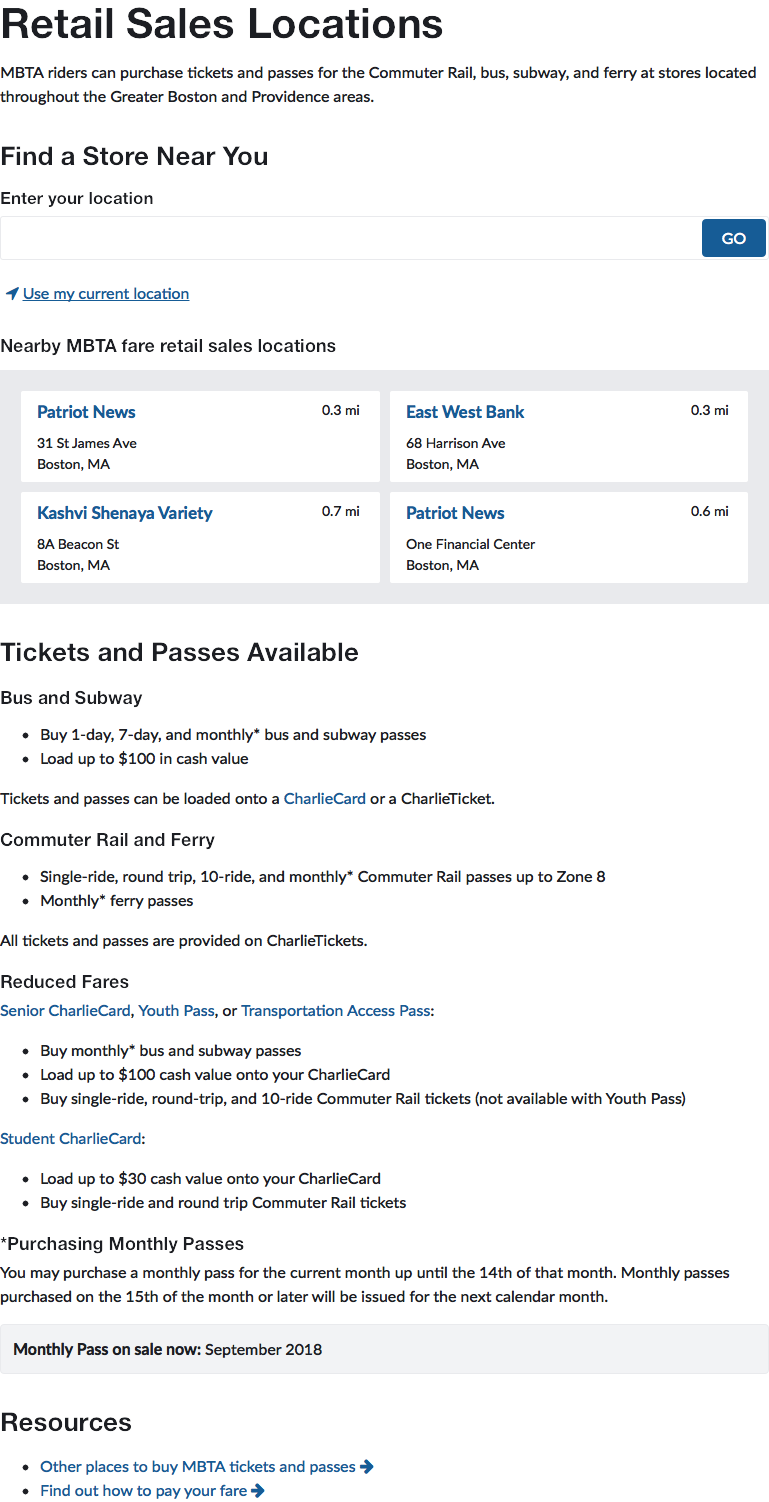 Retail Sales Locations
MBTA riders can purchase tickets and passes for the Commuter Rail, bus, subway, and ferry at stores located
throughout the Greater Boston and Providence areas.
Find a Store Near You
Enter your location
GO
Use my current location
Nearby MBTA fare retail sales locations
Patriot News 0.3 mi
31 St James Ave
Boston, MA
East West Bank 0.3 mi
68 Harrison Ave
Boston, MA
Kashvi Shenaya Variety 0.7 mi
8A Beacon St
Boston, MA
Patriot News 0.6 mi
One Financial Center
Boston, MA
Tickets and Passes Available
Bus and Subway
• Buy 1-day, 7-day, and monthly* bus and subway passes
• Load up to $100 in cash value
Tickets and passes can be loaded onto a CharlieCard or a CharlieTicket.
Commuter Rail and Ferry
• Single-ride, round trip, 10-ride, and monthly* Commuter Rail passes up to Zone 8
• Monthly* ferry passes
All tickets and passes are provided on CharlieTickets.
Reduced Fares
Senior CharlieCard, Youth Pass, or Transportation Access Pass:
• Buy monthly* bus and subway passes
• Load up to $100 cash value onto your CharlieCard
• Buy single-ride, round-trip, and 10-ride Commuter Rail tickets (not available with Youth Pass)
Student CharlieCard:
• Load up to $30 cash value onto your CharlieCard
• Buy single-ride and round trip Commuter Rail tickets
*Purchasing Monthly Passes
You may purchase a monthly pass for the current month up until the 14th of that month. Monthly passes
purchased on the 15th of the month or later will be issued for the next calendar month.
Monthly Pass on sale now: September 2018
Resources
• Other places to buy MBTA tickets and passes →
• Find out how to pay your fare →